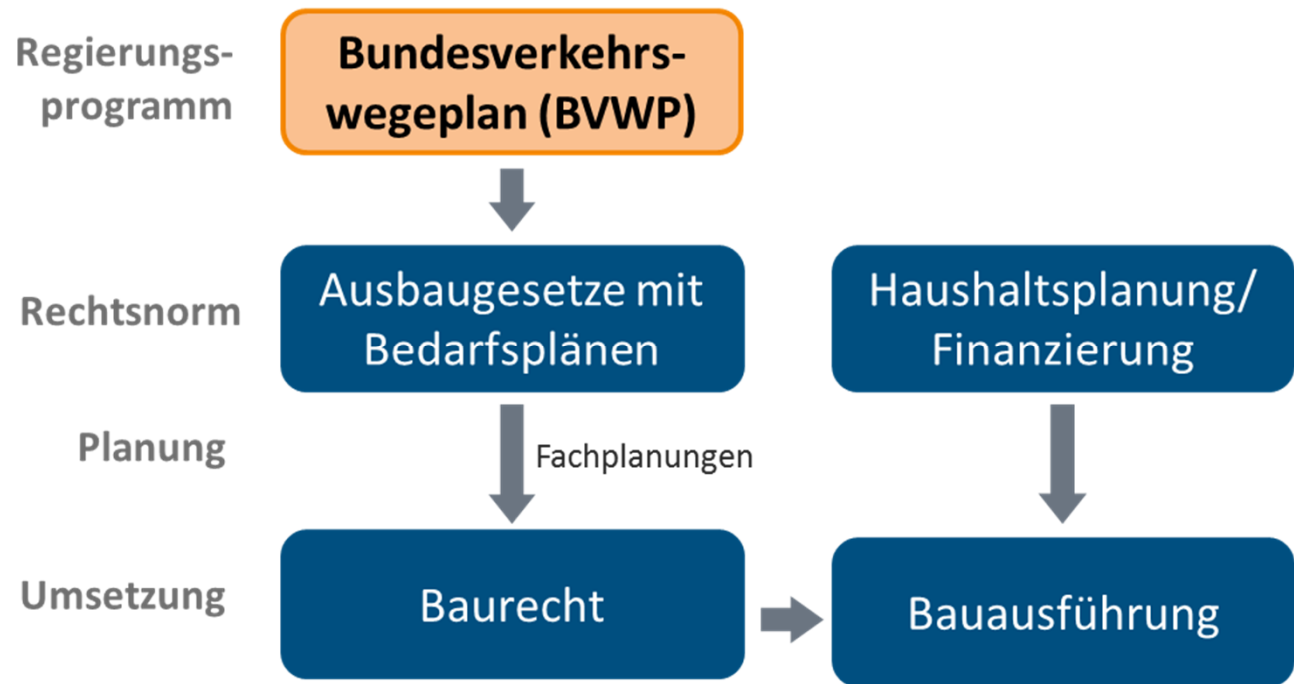 Regierungs-
programm
Bundesverkehrs-
wegeplan (BVWP)
Rechtsnorm
Ausbaugesetze mit
Bedarfsplänen
Haushaltsplanung/
Finanzierung
Planung
Fachplanungen
Umsetzung
Baurecht
Bauausführung